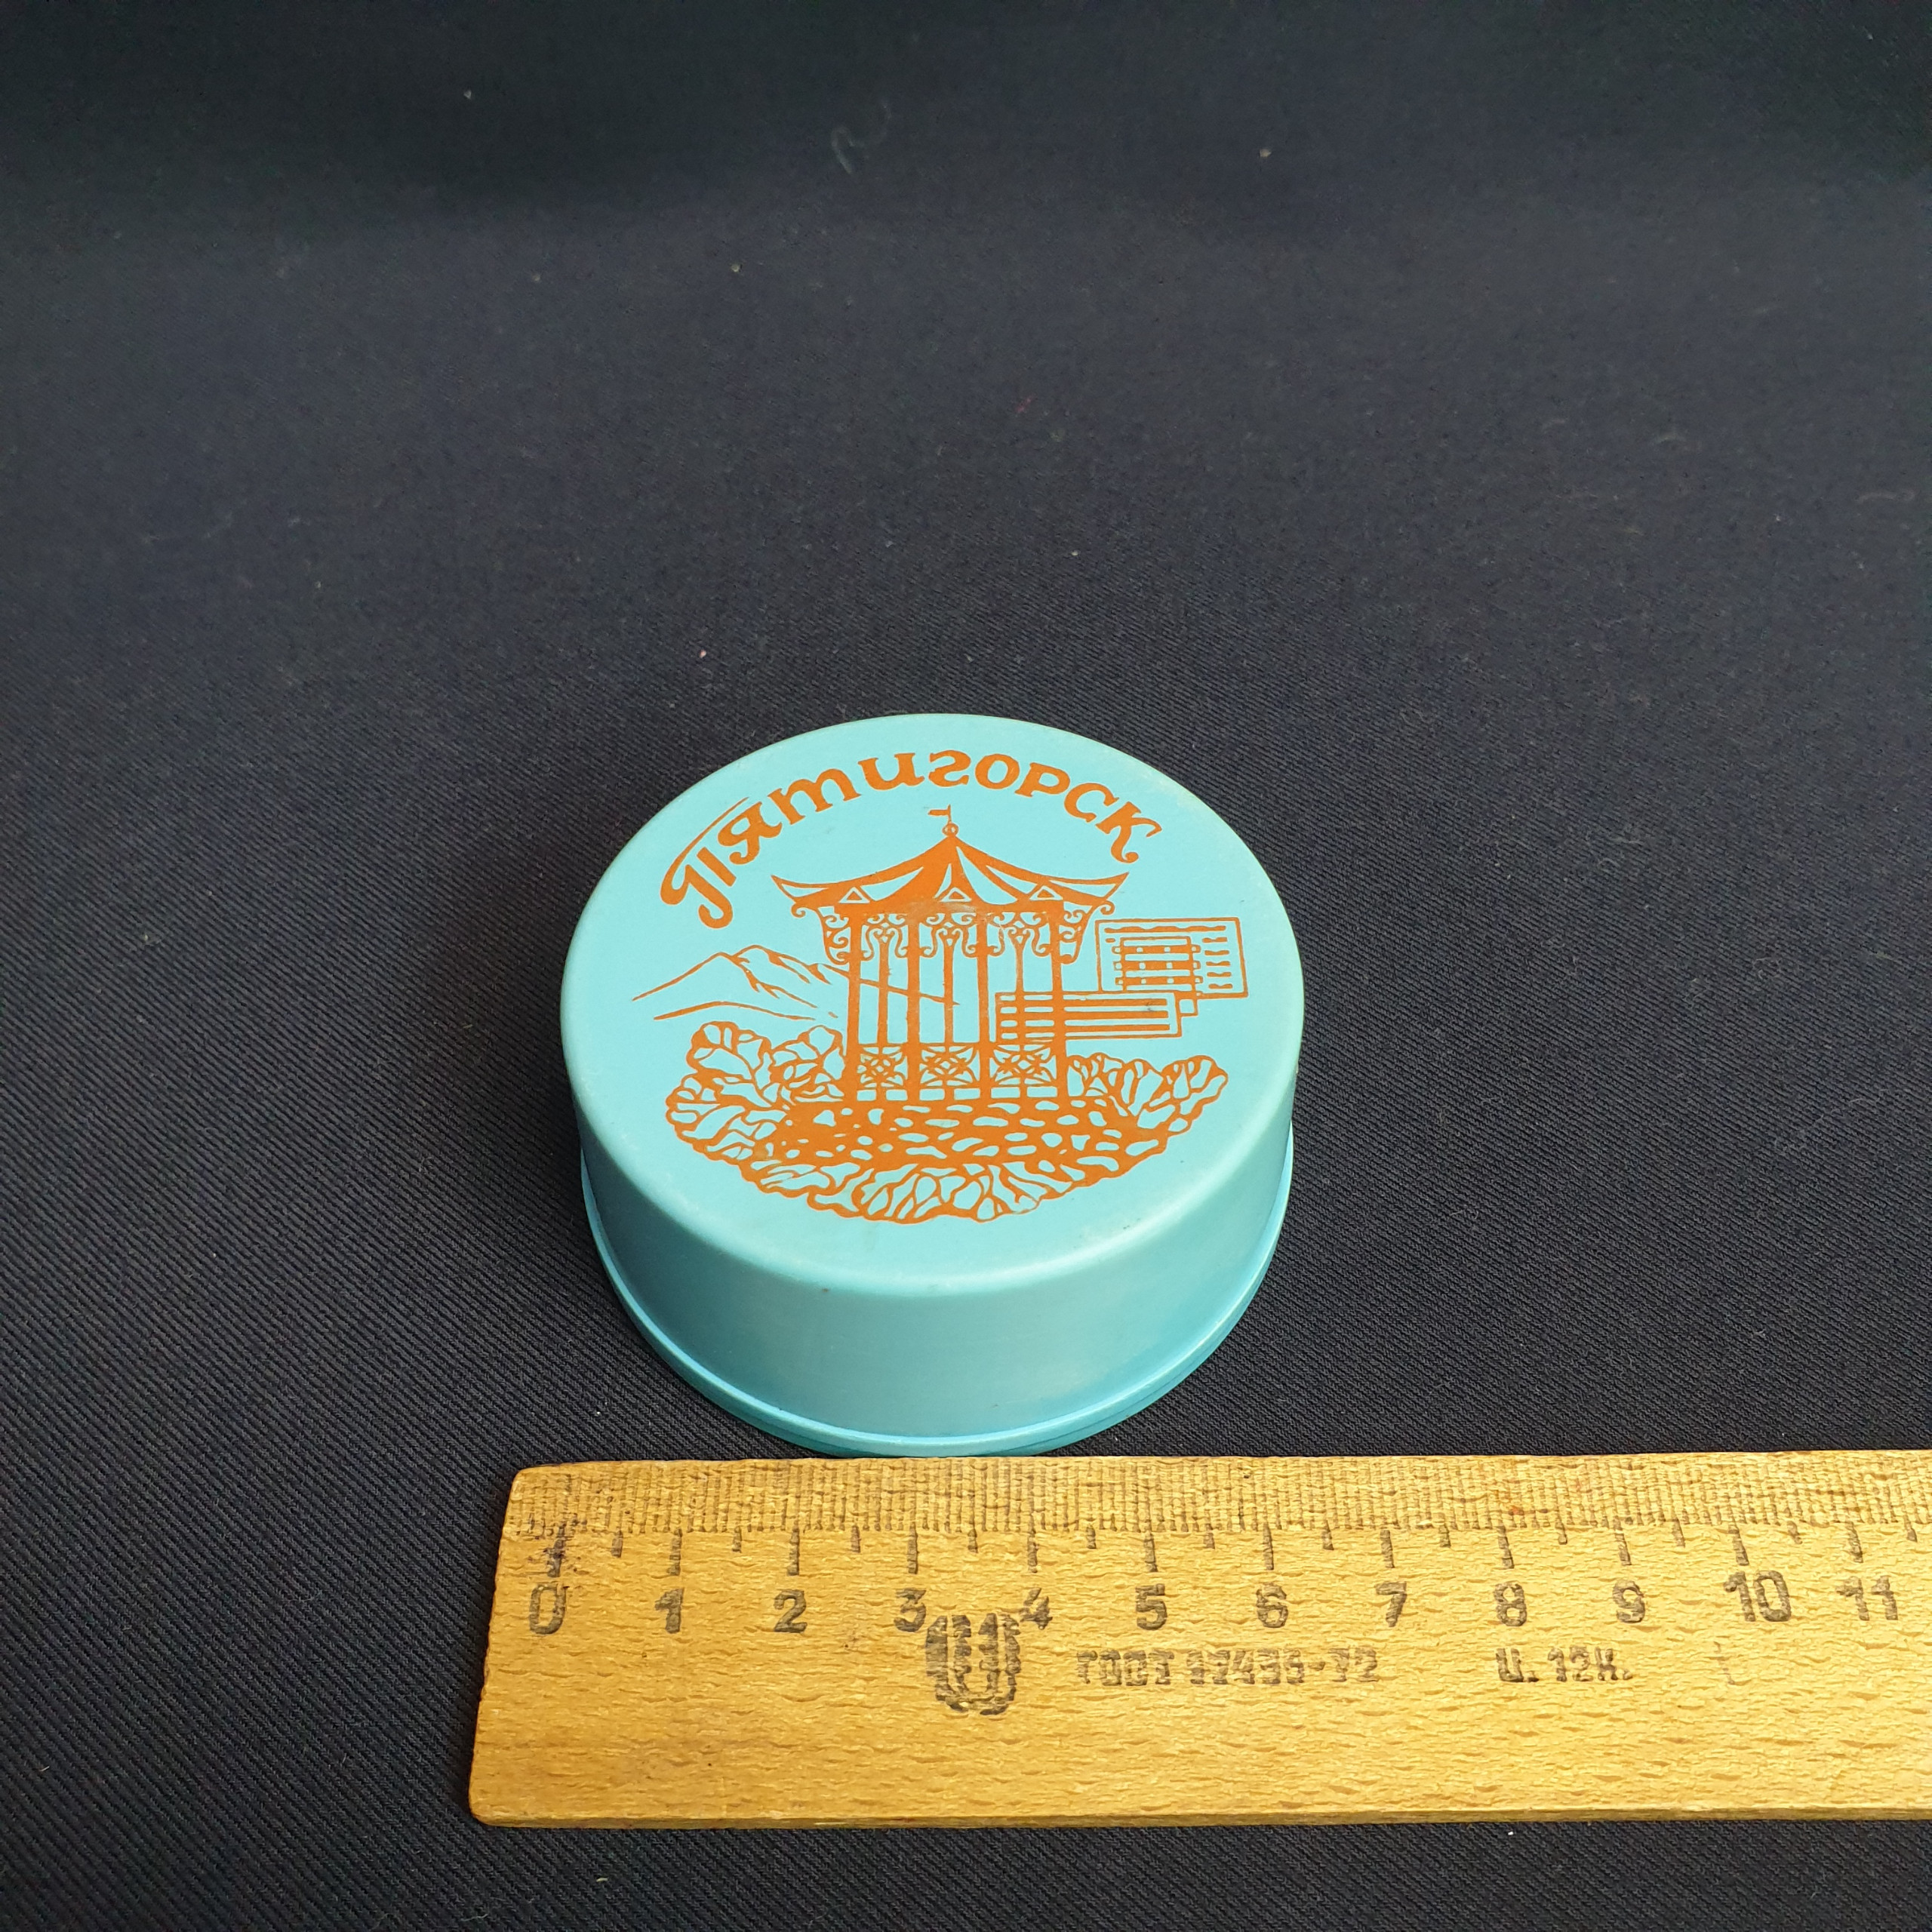 Пятигорск
0 1 2 3 4 5 6 7 8 9 10 11
ГОСТ 17435-72 Ц. 12к.